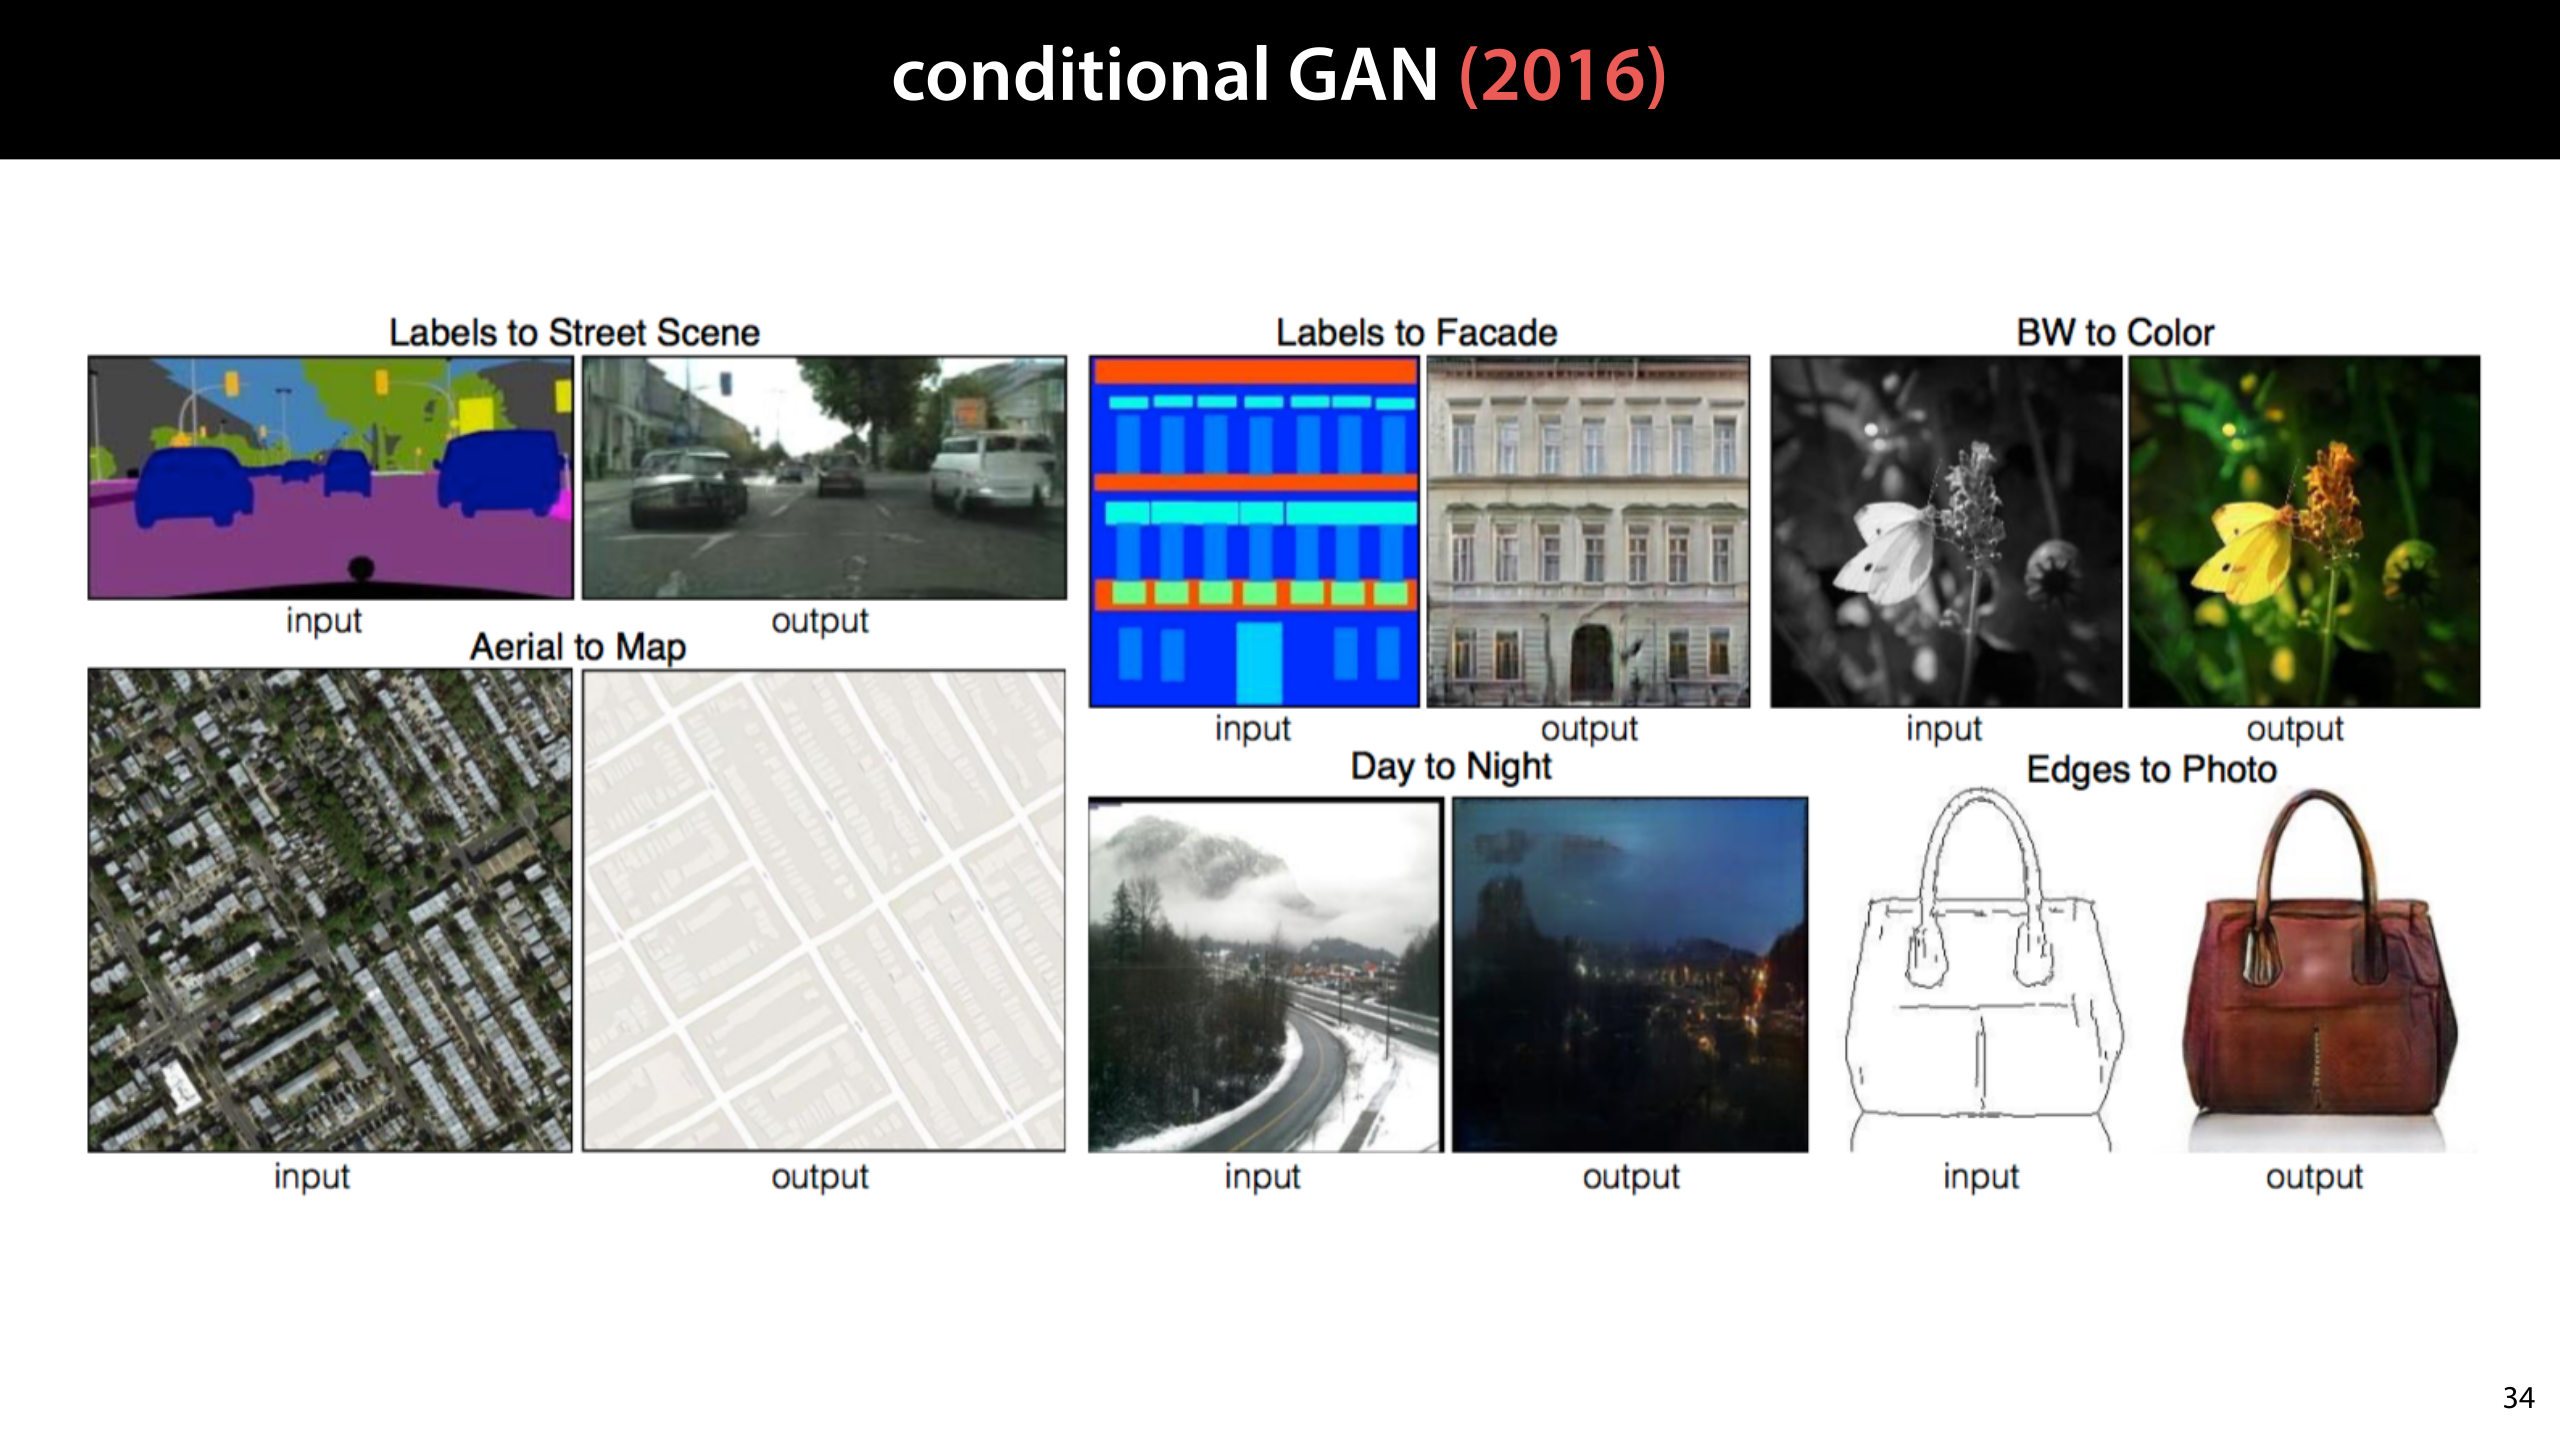 conditional GAN (2016)
Labels to Street Scene
input
output
Aerial to Map
input
output
Labels to Facade
input
output
BW to Color
input
output
Day to Night
input
output
Edges to Photo
input
output
34